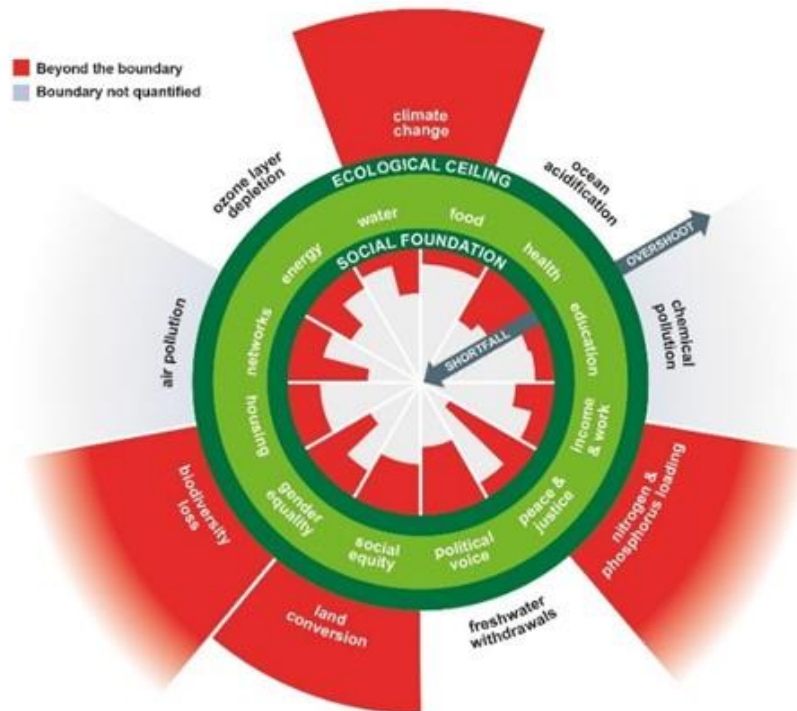 Beyond the boundary
Boundary not quantified
climate
change
ozone layer
depletion
ocean
acidification
ECOLOGICAL CEILING
OVERSHOOT
water
food
energy
health
SOCIAL FOUNDATION
networks
education
SHORTFALL
air pollution
chemical
pollution
housing
income
& work
gender
equality
peace &
justice
social
equity
political
voice
biodiversity
loss
nitrogen &
phosphorus loading
land
conversion
freshwater
withdrawals